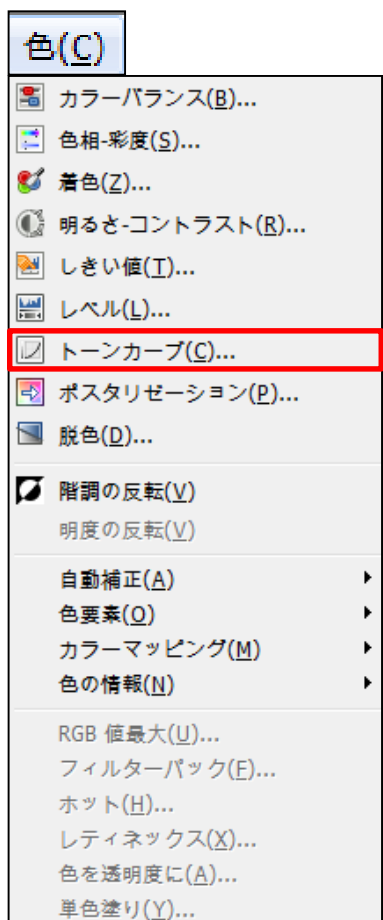 色(C)
カラーバランス(B)...
色相-彩度(S)...
着色(Z)...
明るさ-コントラスト(R)...
しきい値(T)...
レベル(L)...
トーンカーブ(C)...
ポスタリゼーション(P)...
脱色(D)...
階調の反転(V)
明度の反転(V)
自動補正(A)
色要素(O)
カラーマッピング(M)
色の情報(N)
RGB 値最大(U)...
フィルターパック(F)...
ホット(H)...
レティネックス(X)...
色を透明度に(A)...
単色塗り(Y)...